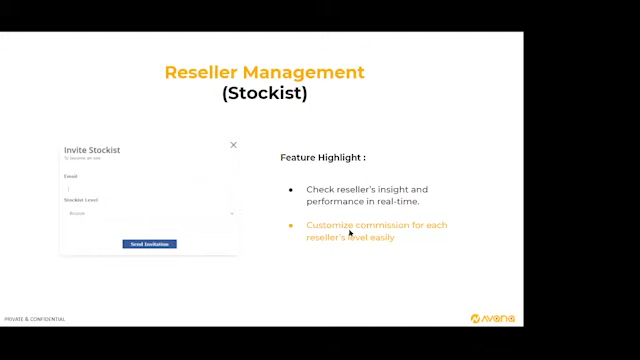 Reseller Management
(Stockist)
Invite Stockist
To become an xxx
Email
Stockist Level
Bronze
Send Invitation
Feature Highlight :
Check reseller's insight and
performance in real-time.
Customize commission for each
reseller's level easily
PRIVATE & CONFIDENTIAL
AVANA